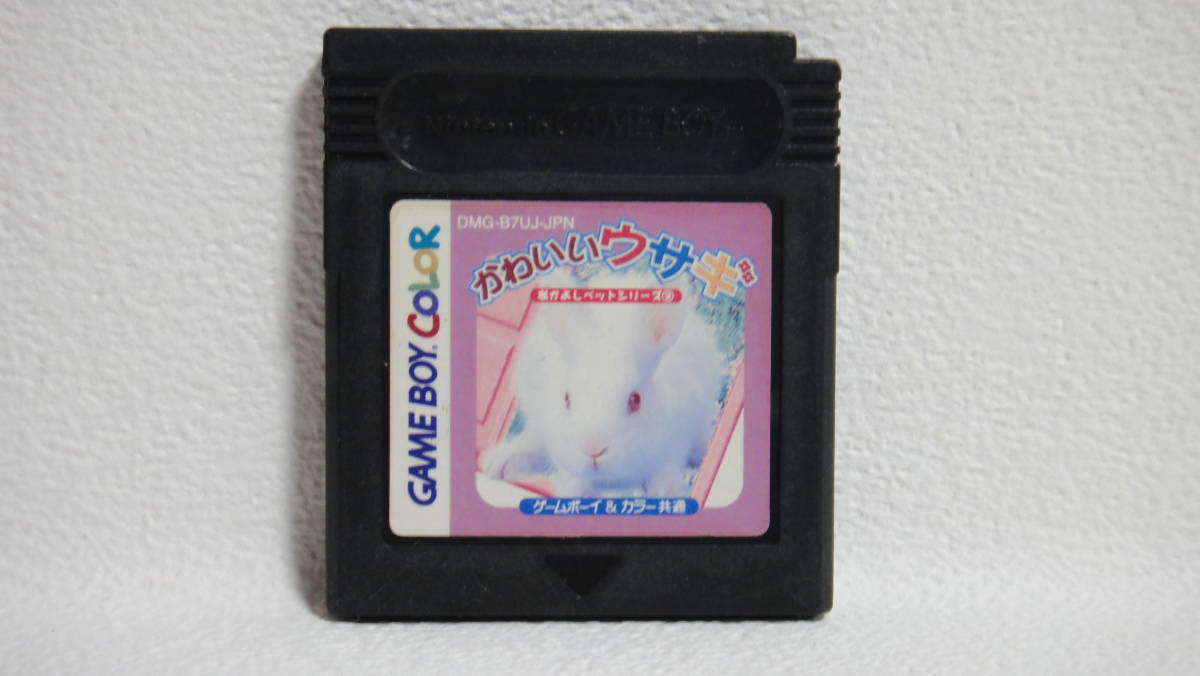 Nintendo GAME BOY
DMG-B7UJ-JPN
GAME BOY COLOR
かわいいウサギ
なかよしペットシリーズ
ゲームボーイ & カラー共通